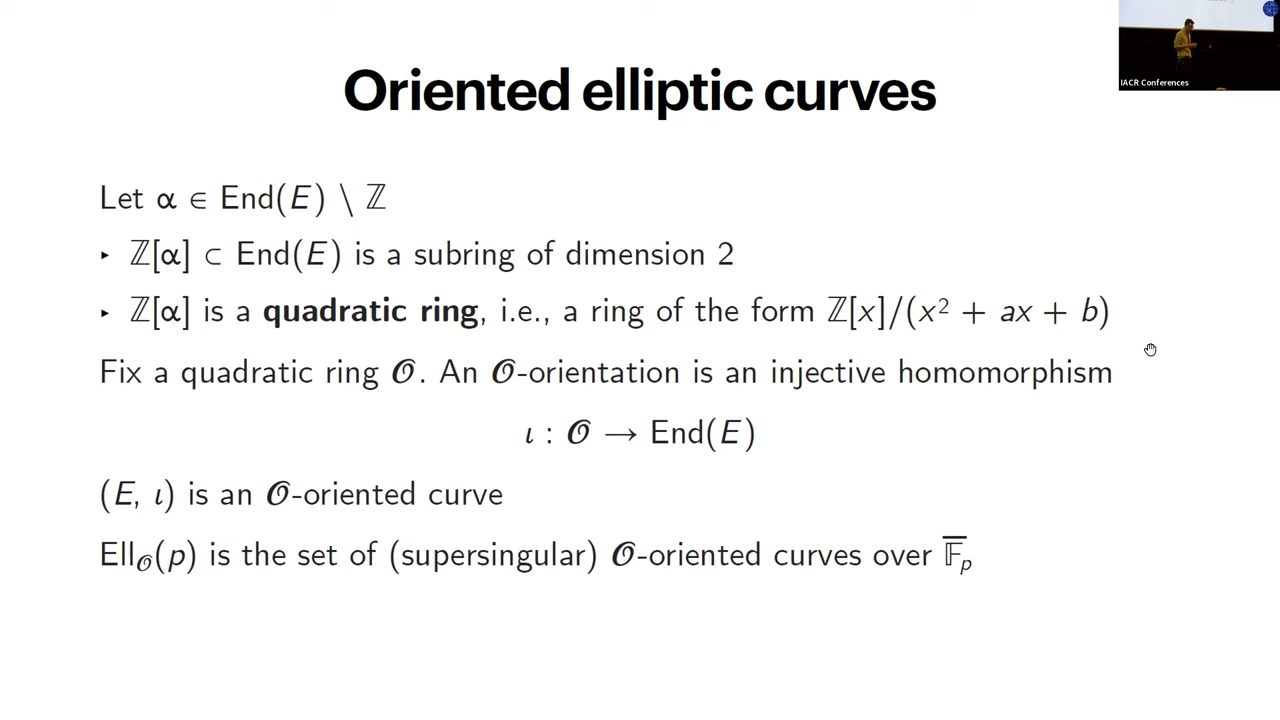 IACR Conferences
Oriented elliptic curves
Let α ∈ End(E) \ ℤ
‣ ℤ[α] ⊂ End(E) is a subring of dimension 2
‣ ℤ[α] is a quadratic ring, i.e., a ring of the form ℤ[x]/(x² + ax + b)
Fix a quadratic ring 𝒪. An 𝒪-orientation is an injective homomorphism
ι : 𝒪 → End(E)
(E, ι) is an 𝒪-oriented curve
Ell_𝒪(p) is the set of (supersingular) 𝒪-oriented curves over F̅_p